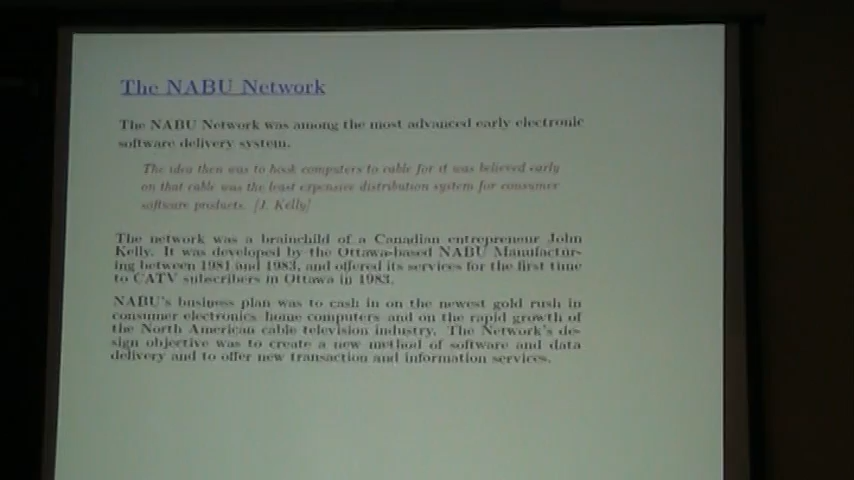 The NABU Network
The NABU Network was among the most advanced early electronic
software delivery system.
The idea then was to hook computers to cable for it was believed early
on that cable was the least expensive distribution system for consumer
software products. [J. Kelly]
The network was a brainchild of a Canadian entrepreneur John
Kelly. It was developed by the Ottawa-based NABU Manufactur-
ing between 1981 and 1983, and offered its services for the first time
to CATV subscribers in Ottawa in 1983.
NABU's business plan was to cash in on the newest gold rush in
consumer electronics–home computers and on the rapid growth of
the North American cable television industry. The Network's de-
sign objective was to create a new method of software and data
delivery and to offer new transaction and information services.